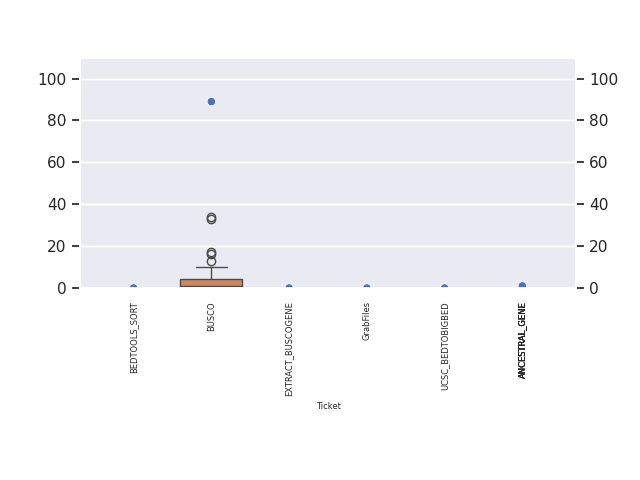 100
80
60
40
20
0
100
80
60
40
20
0
BEDTOOLS_SORT
BUSCO
EXTRACT_BUSCOGENE
GrabFiles
UCSC_BEDTOBIGBED
ANCESTRAL_GENE
Ticket